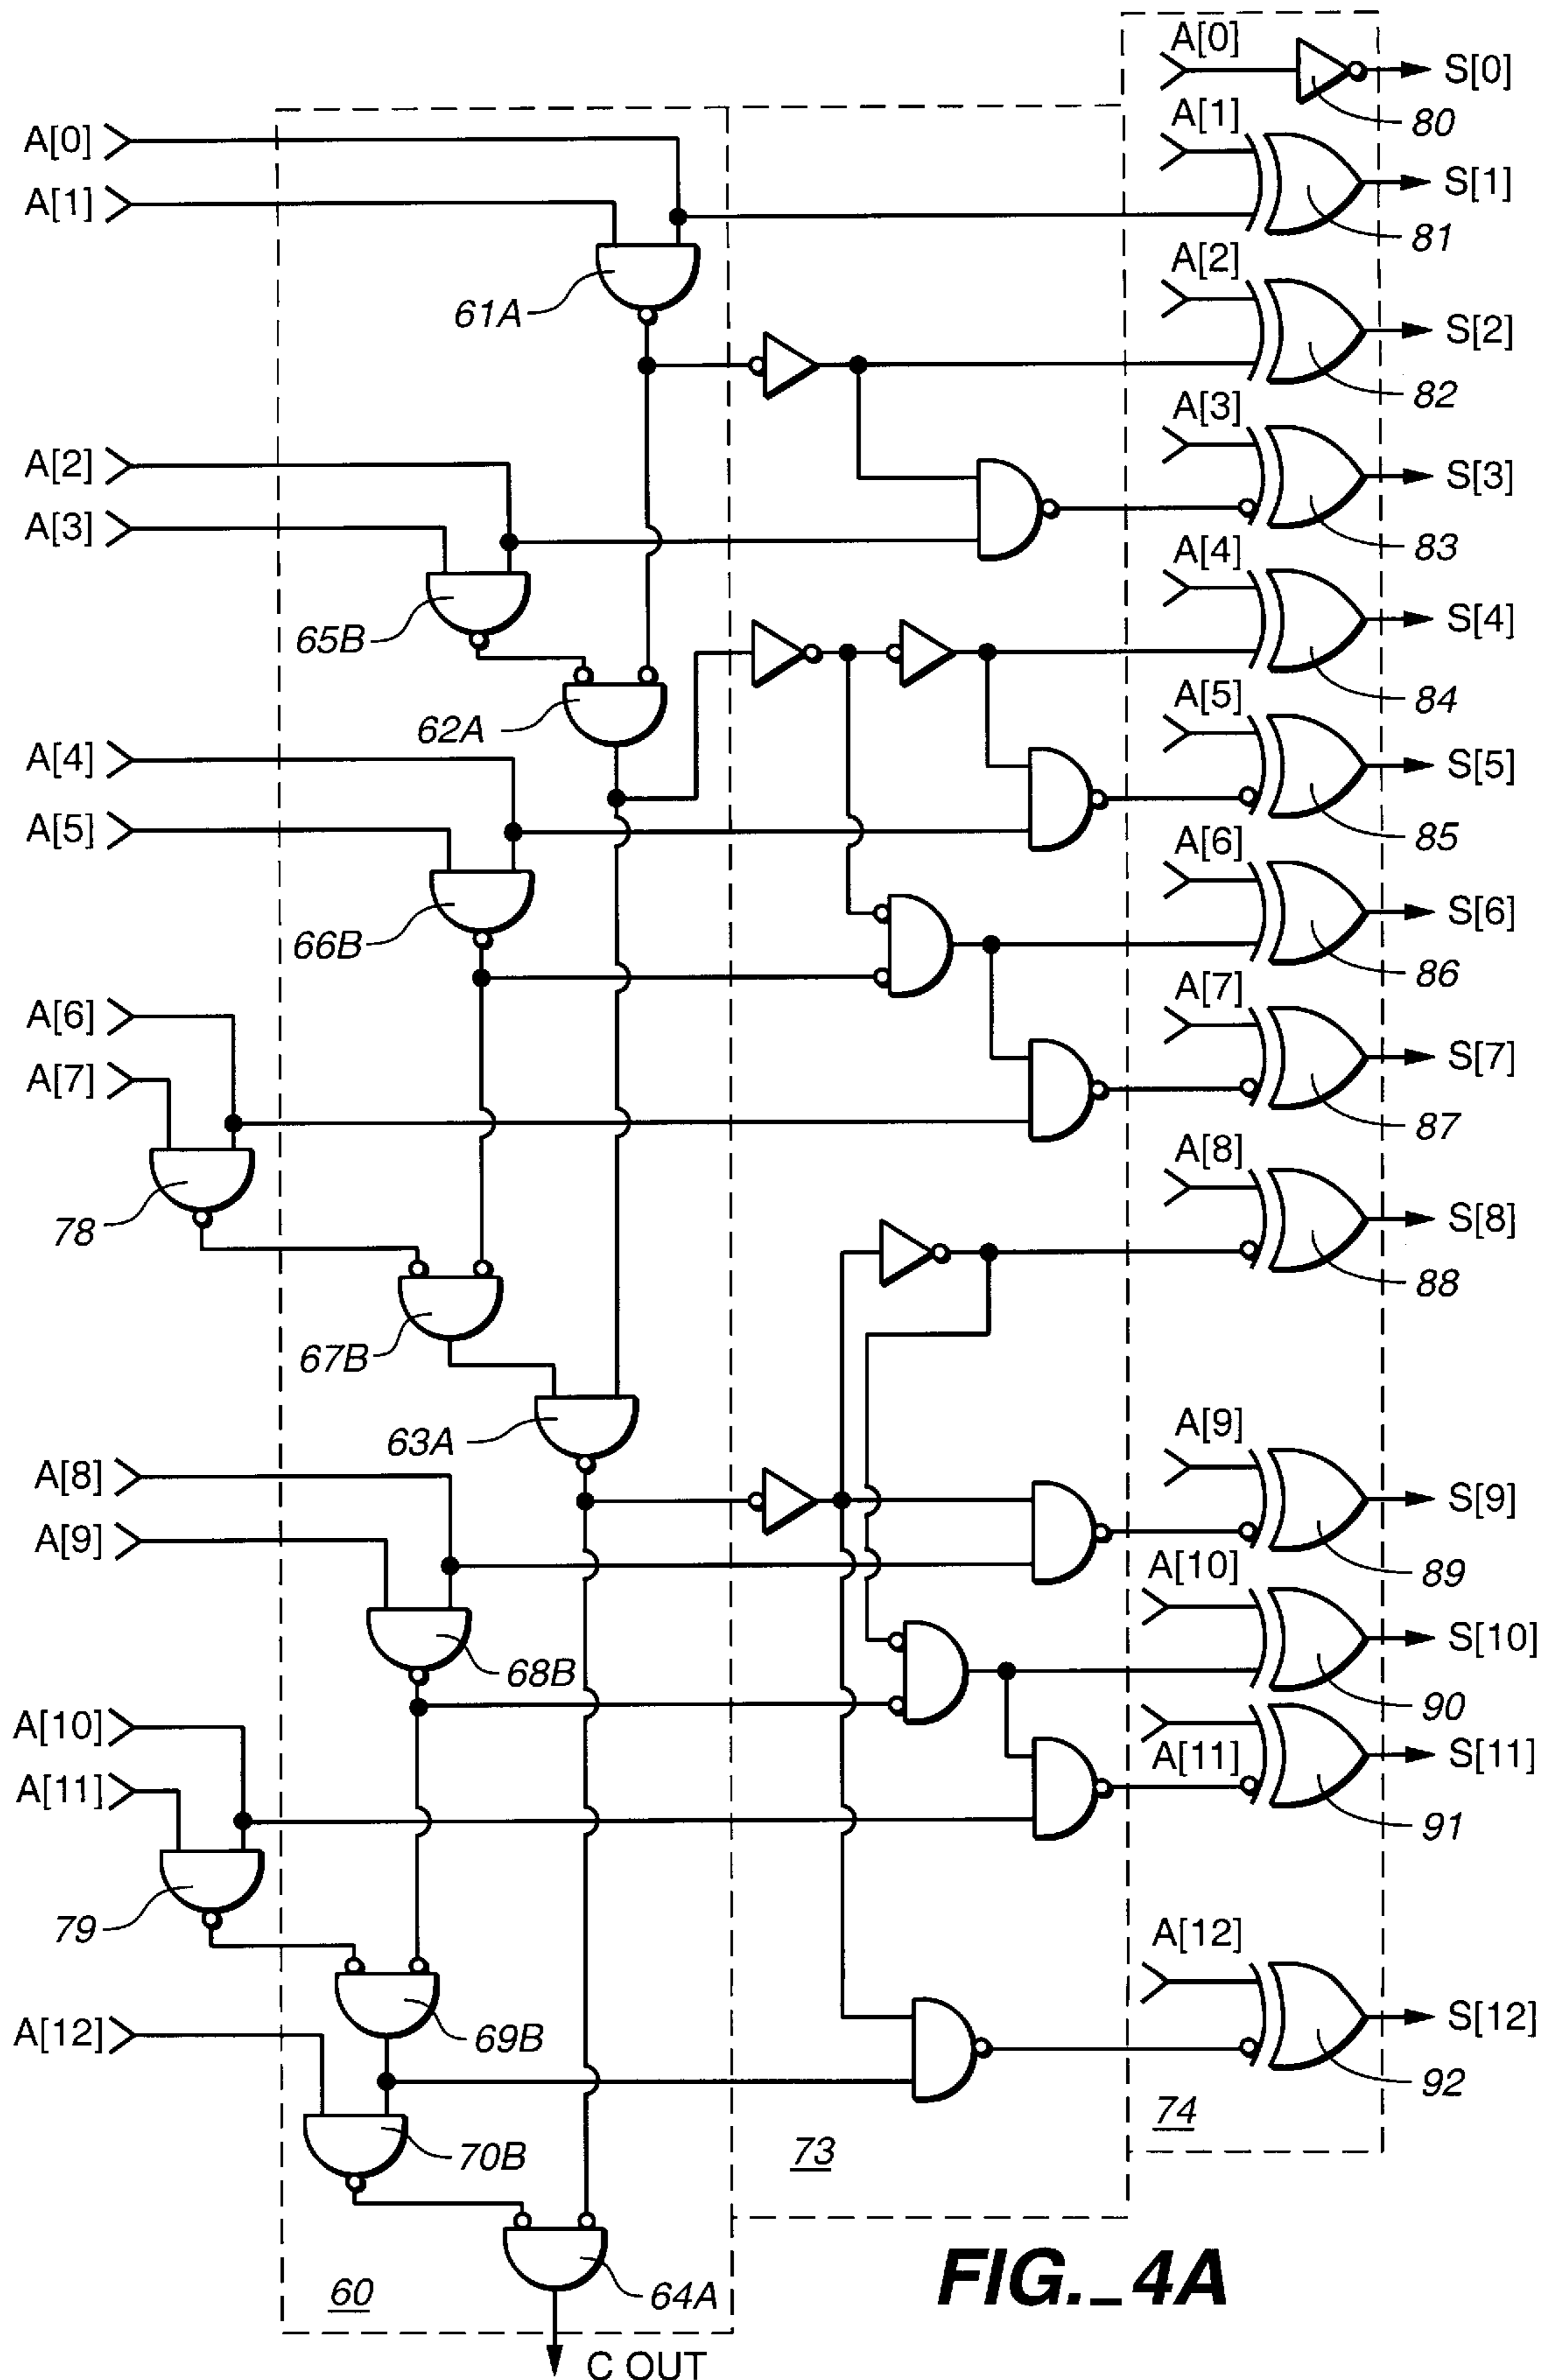 A[0]
S[0]
80
A[0]
A[1]
A[1]
S[1]
81
A[2]
61A
S[2]
82
A[3]
A[2]
S[3]
A[3]
83
A[4]
65B
S[4]
84
62A
A[5]
A[4]
S[5]
A[5]
85
A[6]
66B
S[6]
86
A[7]
A[6]
S[7]
A[7]
87
A[8]
78
S[8]
88
67B
A[9]
63A
A[8]
S[9]
A[9]
89
A[10]
68B
S[10]
90
A[10]
A[11]
S[11]
A[11]
91
79
A[12]
S[12]
A[12]
69B
92
74
73
70B
FIG._4A
60
64A
C OUT